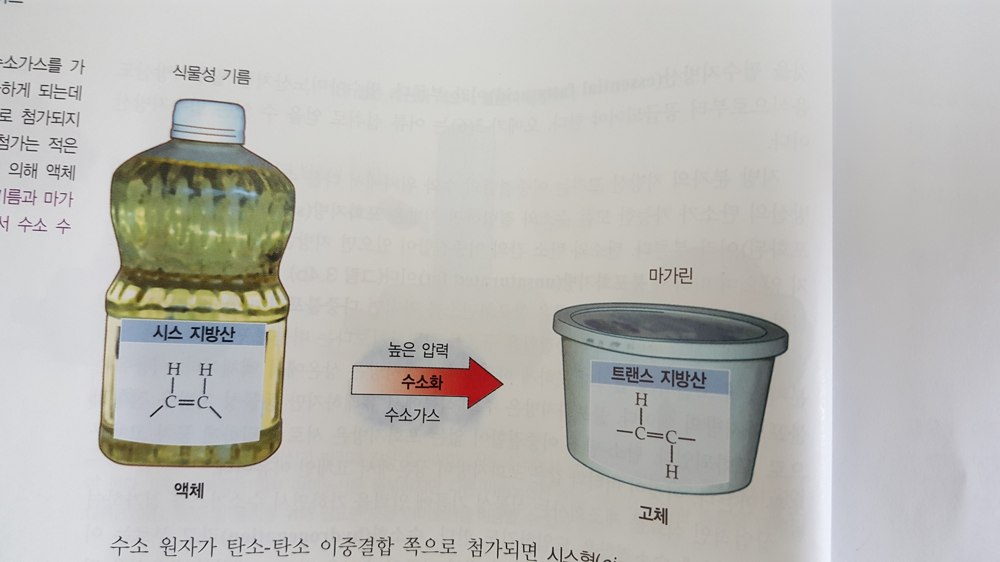 수소가스를 가
하게 되는데
로 첨가되지
첨가는 적은
의해 액체
기름과 마가
서 수소 수
식물성 기름
시스 지방산
H H
C=C
액체
높은 압력
수소화
수소가스
마가린
트랜스 지방산
H
C=C
H
고체
수소 원자가 탄소-탄소 이중결합 쪽으로 첨가되면 시스형(cis